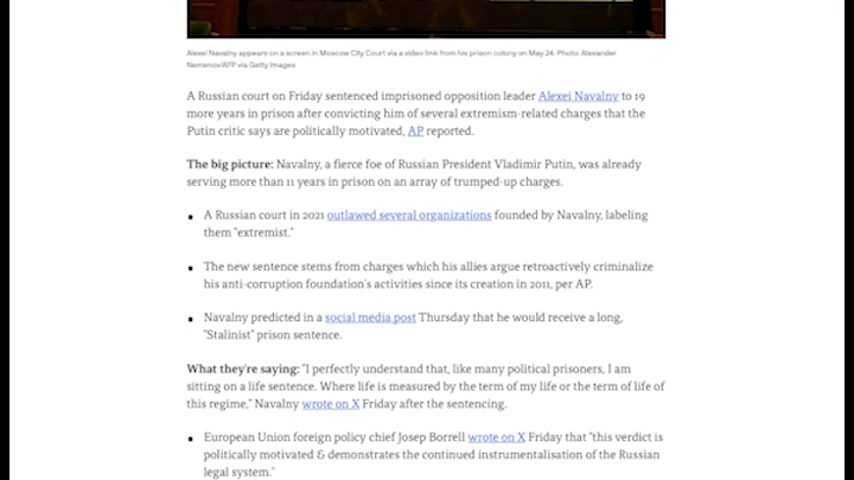 Alexei Navalny appears on a screen in Moscow City Court via a video link from his prison colony on May 24. Photo: Alexander
Nemenov/AFP via Getty Images
A Russian court on Friday sentenced imprisoned opposition leader Alexei Navalny to 19
more years in prison after convicting him of several extremism-related charges that the
Putin critic says are politically motivated, AP reported.
The big picture: Navalny, a fierce foe of Russian President Vladimir Putin, was already
serving more than 11 years in prison on an array of trumped-up charges.
A Russian court in 2021 outlawed several organizations founded by Navalny, labeling
them "extremist."
The new sentence stems from charges which his allies argue retroactively criminalize
his anti-corruption foundation's activities since its creation in 2011, per AP.
Navalny predicted in a social media post Thursday that he would receive a long,
"Stalinist" prison sentence.
What they're saying: "I perfectly understand that, like many political prisoners, I am
sitting on a life sentence. Where life is measured by the term of my life or the term of life of
this regime," Navalny wrote on X Friday after the sentencing.
European Union foreign policy chief Josep Borrell wrote on X Friday that "this verdict is
politically motivated & demonstrates the continued instrumentalisation of the Russian
legal system."